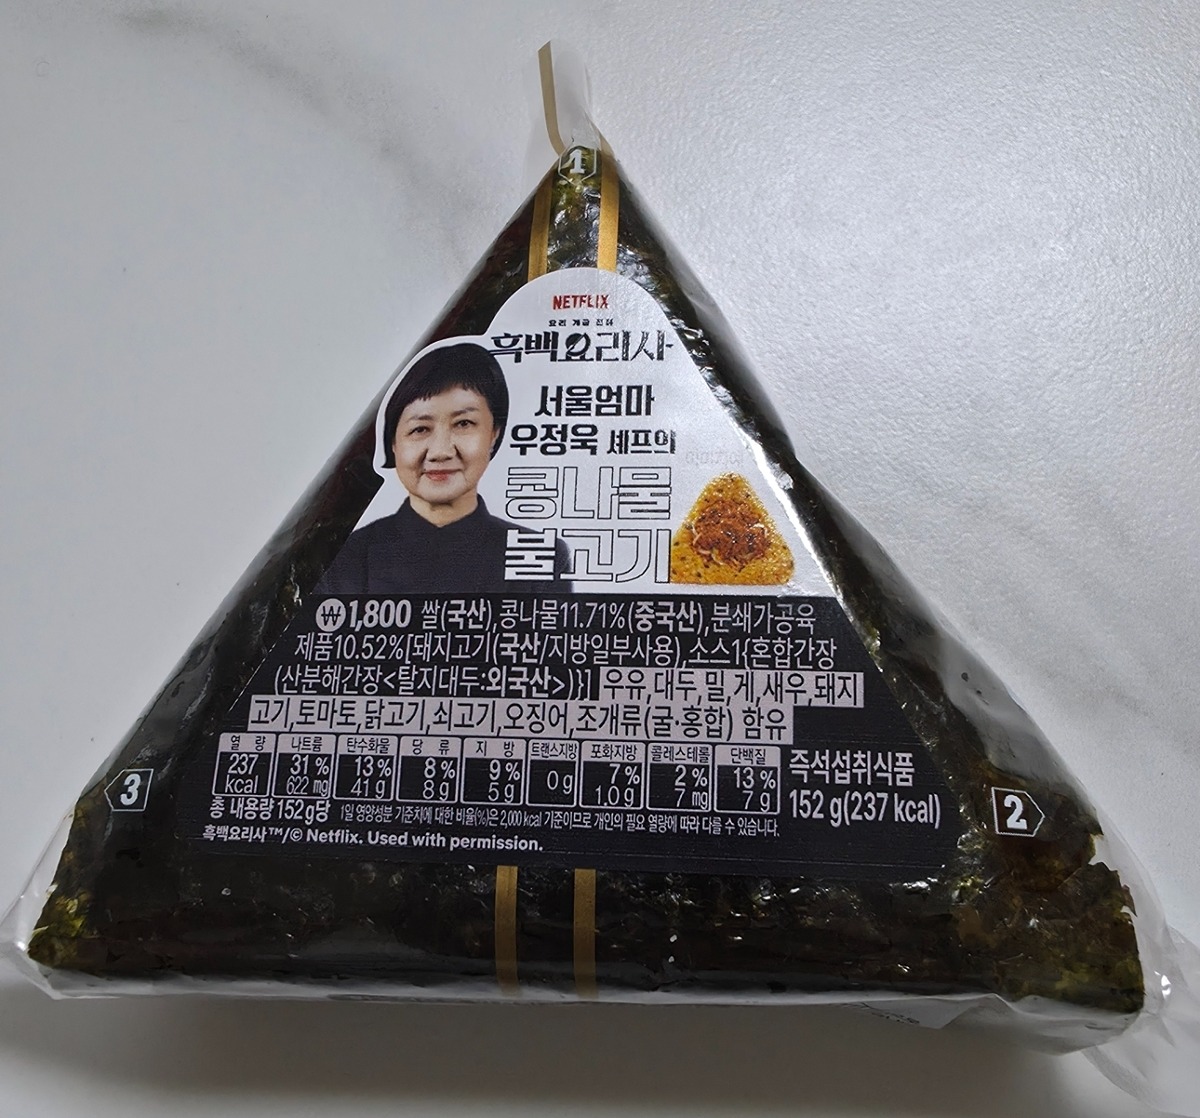 1
NETFLIX
요리 계급 전쟁
흑백요리사
서울엄마
우정욱 셰프의
콩나물
불고기
₩1,800 쌀(국산),콩나물11.71%(중국산),분쇄가공육
제품10.52%[돼지고기(국산/지방일부사용),소스1{혼합간장
(산분해간장<탈지대두:외국산>)}] 우유,대두,밀,게,새우,돼지
고기,토마토,닭고기,쇠고기,오징어,조개류(굴·홍합) 함유
열 량 나트륨 탄수화물 당 류 지 방 트랜스지방 포화지방 콜레스테롤 단백질
237 kcal 31 % 622 mg 13 % 41 g 8 % 8 g 9 % 5 g 0 g 7 % 1.0 g 2 % 7 mg 13 % 7 g
즉석섭취식품
152 g(237 kcal)
총 내용량 152g당 1일 영양성분 기준치에 대한 비율(%)은 2,000 kcal 기준이므로 개인의 필요 열량에 따라 다를 수 있습니다.
흑백요리사™/© Netflix. Used with permission.
3
2